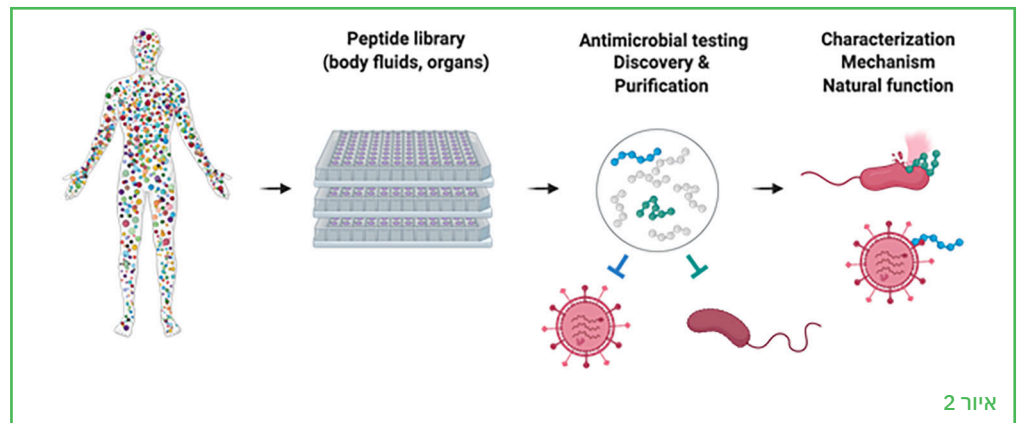 Peptide library
(body fluids, organs)
Antimicrobial testing
Discovery &
Purification
Characterization
Mechanism
Natural function
איור 2